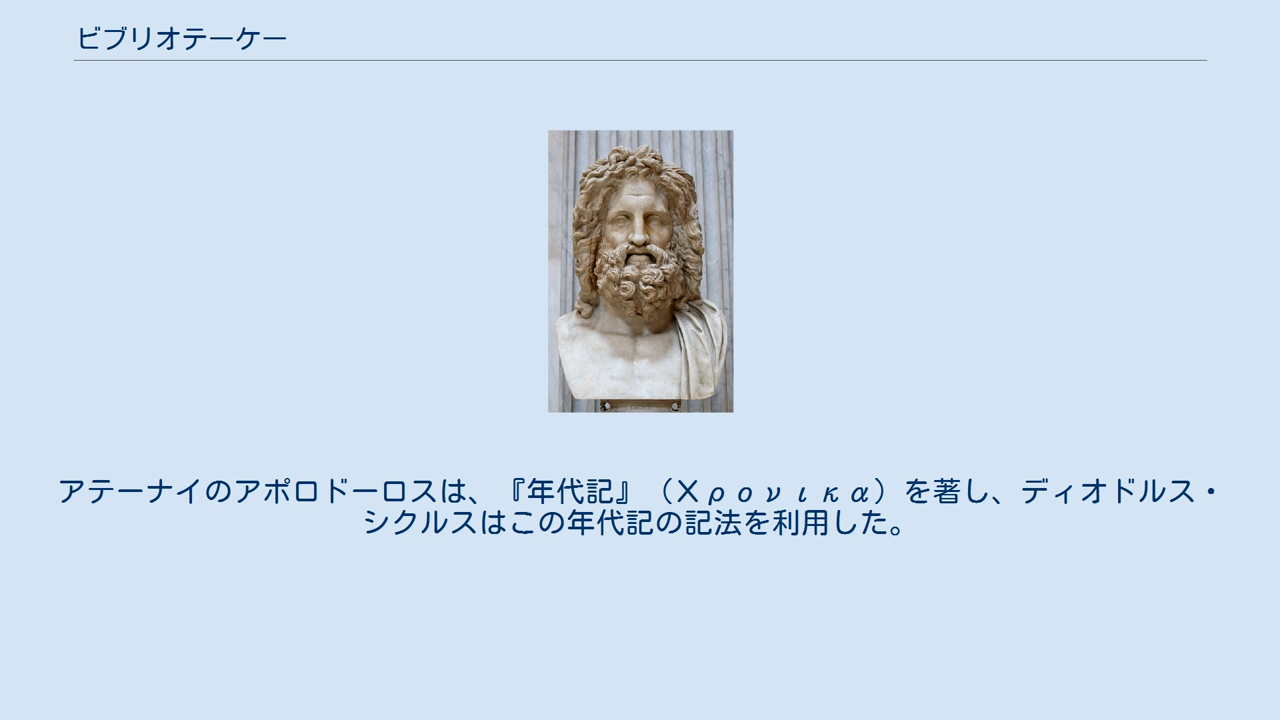 ビブリオテーケー
アテーナイのアポロドーロスは、『年代記』（Χρονικα）を著し、ディオドルス・
シクルスはこの年代記の記法を利用した。